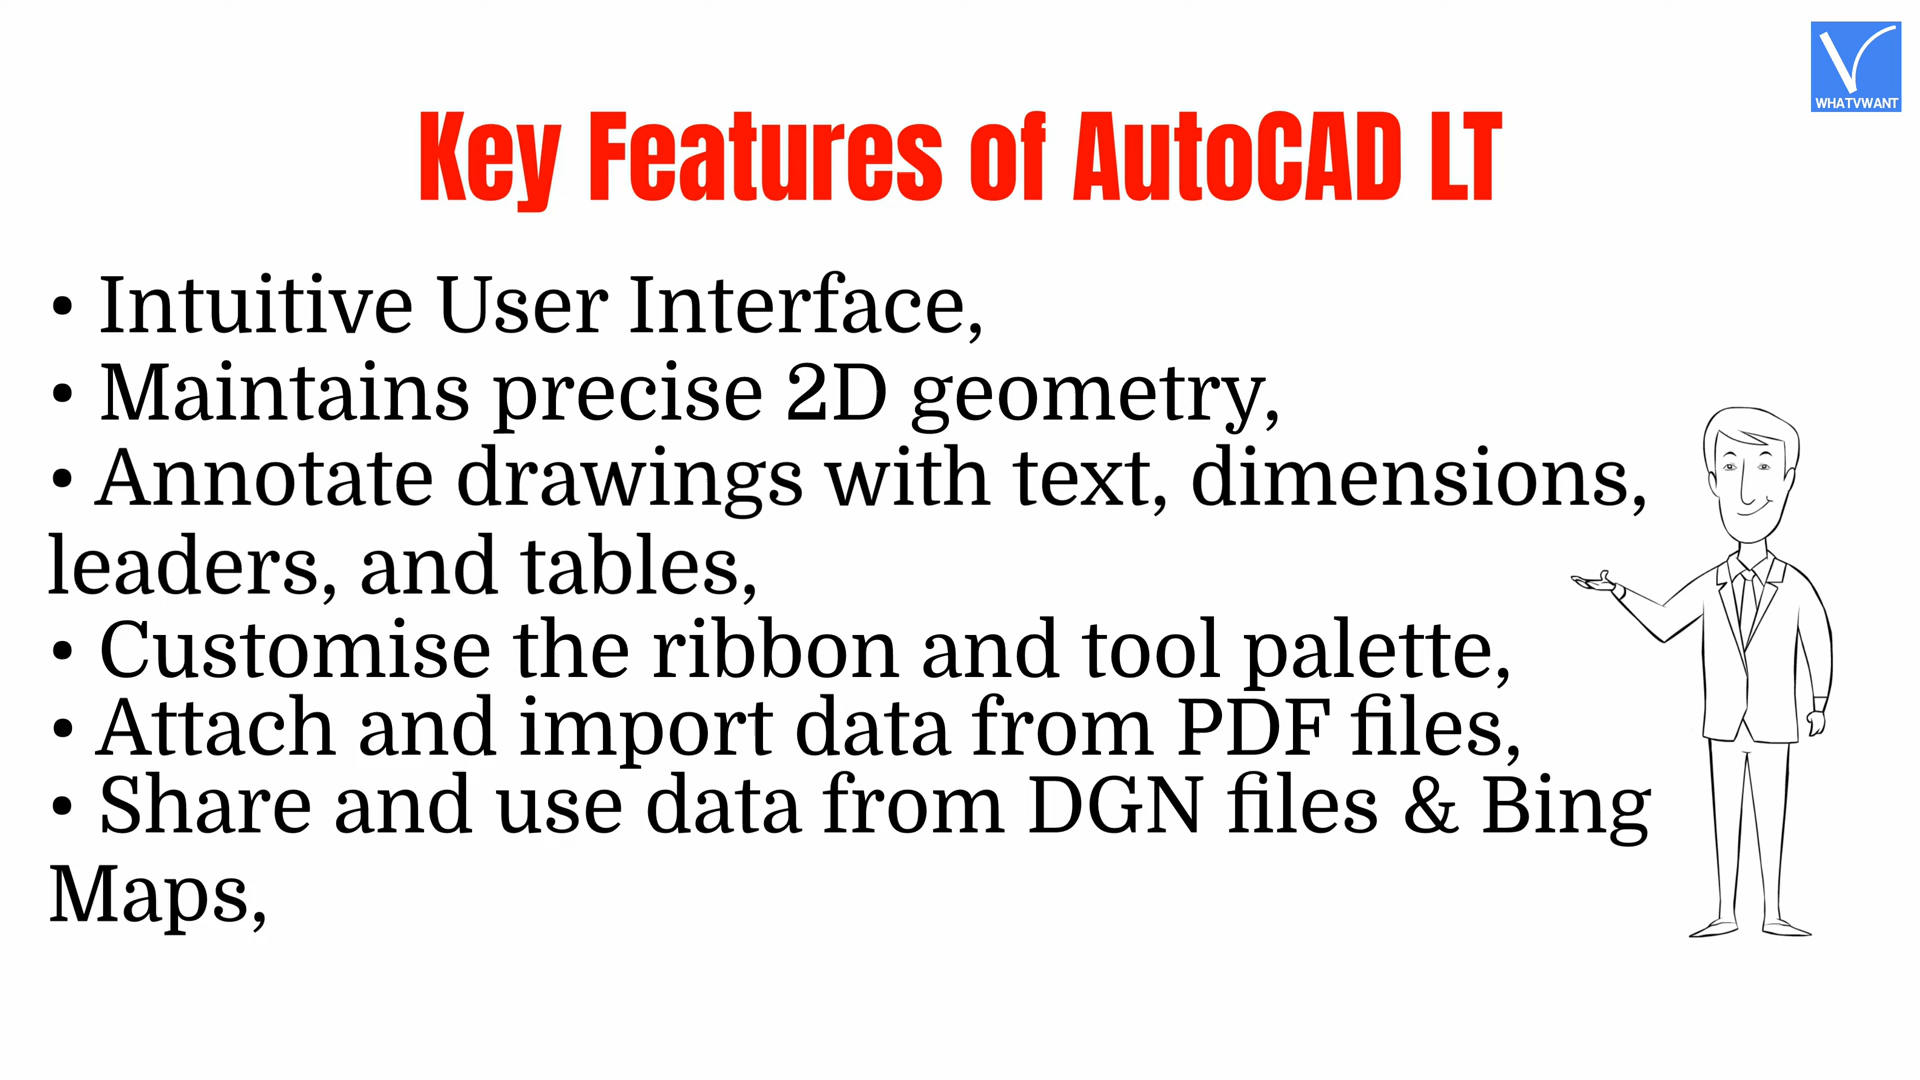 WHATVWANT
Key Features of AutoCAD LT
• Intuitive User Interface,
• Maintains precise 2D geometry,
• Annotate drawings with text, dimensions,
leaders, and tables,
• Customise the ribbon and tool palette,
• Attach and import data from PDF files,
• Share and use data from DGN files & Bing
Maps,